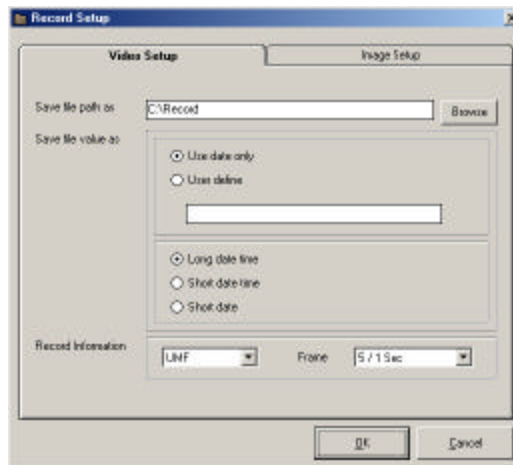 Record Setup
Video Setup
Image Setup
Save file path as
C:\Record
Browse
Save file value as
Use date only
User define
Long date time
Short date time
Short date
Record Information
UMF
Frame
5 / 1 Sec
OK
Cancel